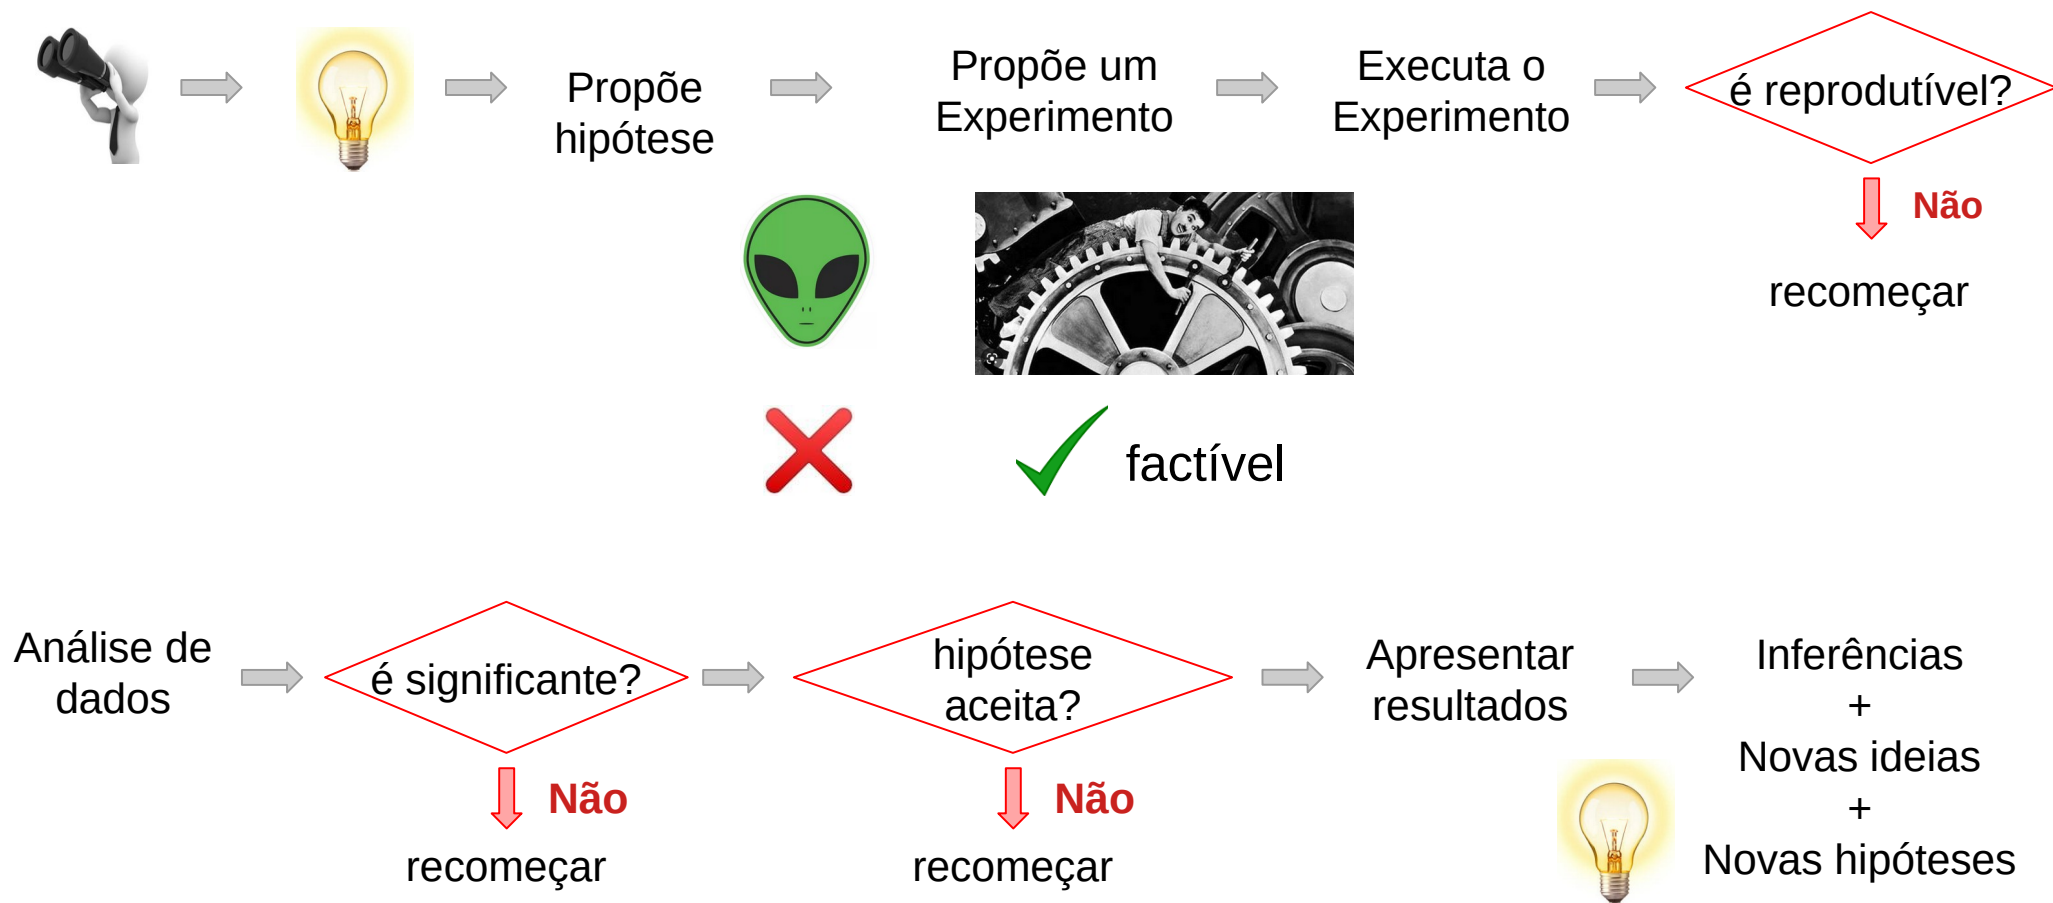 Propõe
hipótese
Propõe um
Experimento
Executa o
Experimento
é reprodutível?
Não
recomeçar
factível
Análise de
dados
é significante?
Não
recomeçar
hipótese
aceita?
Não
recomeçar
Apresentar
resultados
Inferências
+
Novas ideias
+
Novas hipóteses